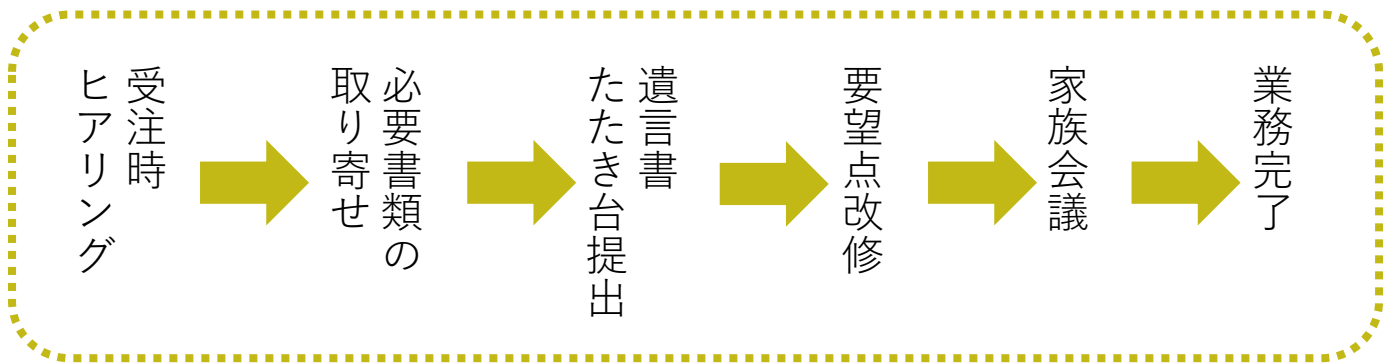 受注時
ヒアリング
必要書類の
取り寄せ
遺言書
たたき台提出
要望点改修
家族会議
業務完了